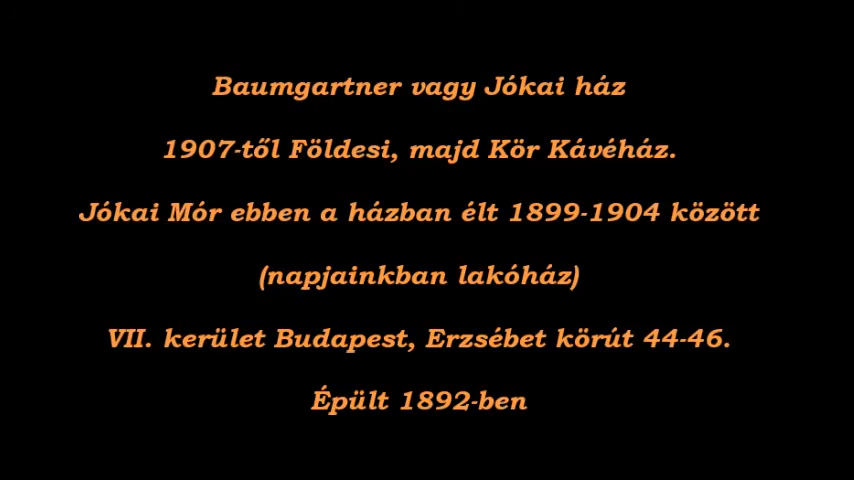 Baumgartner vagy Jókai ház
1907-től Földesi, majd Kör Kávéház.
Jókai Mór ebben a házban élt 1899-1904 között
(napjainkban lakóház)
VII. kerület Budapest, Erzsébet körút 44-46.
Épült 1892-ben